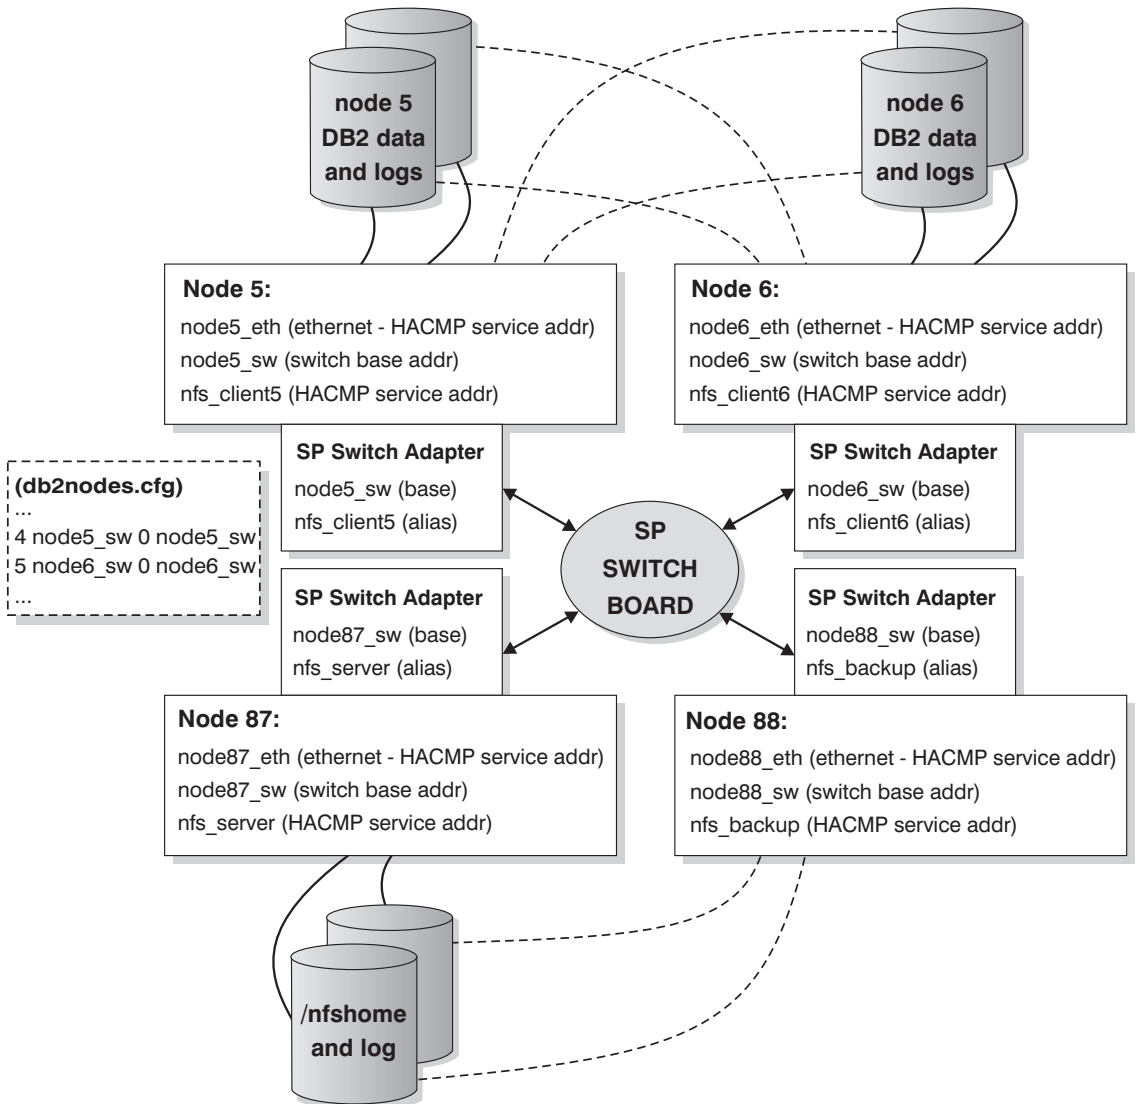 node 5
DB2 data
and logs
node 6
DB2 data
and logs
Node 5:
node5_eth (ethernet - HACMP service addr)
node5_sw (switch base addr)
nfs_client5 (HACMP service addr)
Node 6:
node6_eth (ethernet - HACMP service addr)
node6_sw (switch base addr)
nfs_client6 (HACMP service addr)
SP Switch Adapter
node5_sw (base)
nfs_client5 (alias)
SP Switch Adapter
node6_sw (base)
nfs_client6 (alias)
(db2nodes.cfg)
...
4 node5_sw 0 node5_sw
5 node6_sw 0 node6_sw
...
SP
SWITCH
BOARD
SP Switch Adapter
node87_sw (base)
nfs_server (alias)
SP Switch Adapter
node88_sw (base)
nfs_backup (alias)
Node 87:
node87_eth (ethernet - HACMP service addr)
node87_sw (switch base addr)
nfs_server (HACMP service addr)
Node 88:
node88_eth (ethernet - HACMP service addr)
node88_sw (switch base addr)
nfs_backup (HACMP service addr)
/nfshome
and log